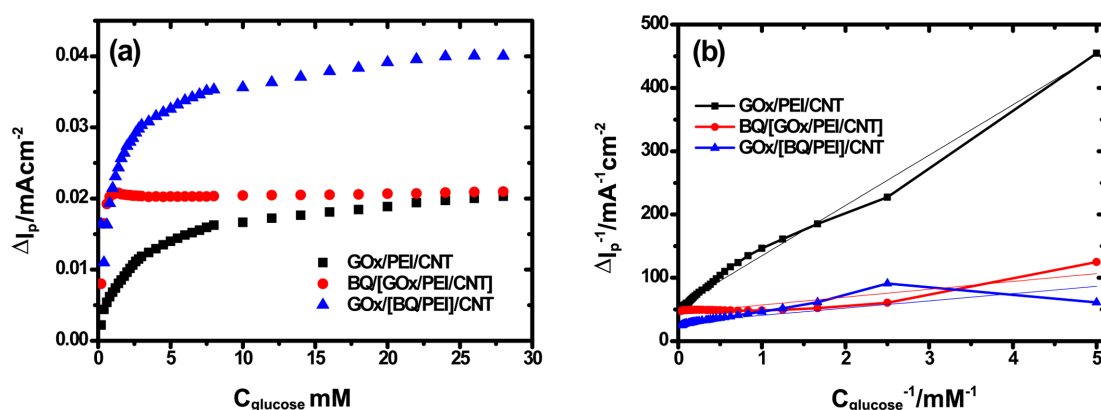 (a)
ΔIp/mAcm-2
0.04
0.03
0.02
0.01
0.00
GOx/PEI/CNT
BQ/[GOx/PEI/CNT]
GOx/[BQ/PEI]/CNT
0 5 10 15 20 25 30
Cglucose mM
(b)
ΔIp-1/mA-1cm-2
500
400
300
200
100
0
GOx/PEI/CNT
BQ/[GOx/PEI/CNT]
GOx/[BQ/PEI]/CNT
0 1 2 3 4 5
Cglucose-1/mM-1